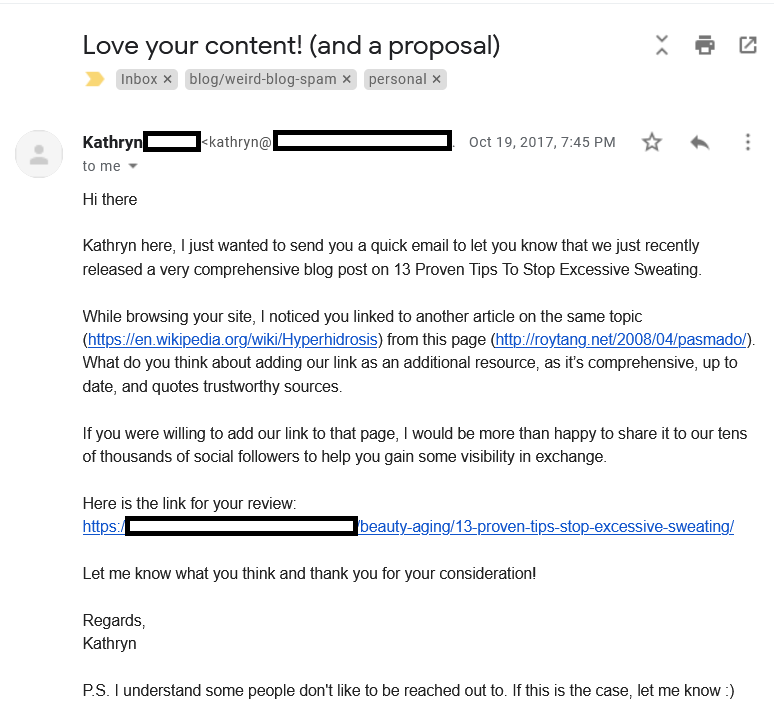 Love your content! (and a proposal)
Inbox × blog/weird-blog-spam × personal ×
Kathryn <kathryn@ . Oct 19, 2017, 7:45 PM
to me
Hi there
Kathryn here, I just wanted to send you a quick email to let you know that we just recently
released a very comprehensive blog post on 13 Proven Tips To Stop Excessive Sweating.
While browsing your site, I noticed you linked to another article on the same topic
(https://en.wikipedia.org/wiki/Hyperhidrosis) from this page (http://roytang.net/2008/04/pasmado/).
What do you think about adding our link as an additional resource, as it's comprehensive, up to
date, and quotes trustworthy sources.
If you were willing to add our link to that page, I would be more than happy to share it to our tens
of thousands of social followers to help you gain some visibility in exchange.
Here is the link for your review:
https:/ /beauty-aging/13-proven-tips-stop-excessive-sweating/
Let me know what you think and thank you for your consideration!
Regards,
Kathryn
P.S. I understand some people don't like to be reached out to. If this is the case, let me know :)